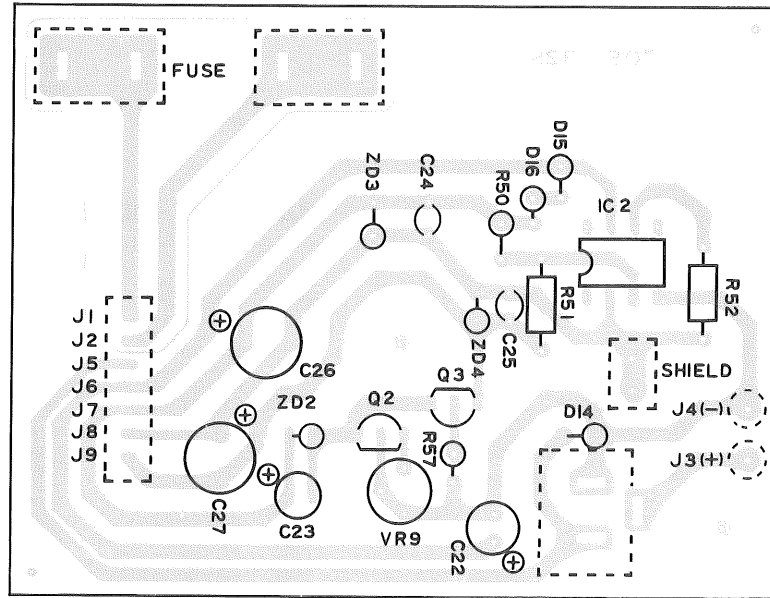 FUSE
D15
D16
ZD3
C24
R50
IC2
R51
R52
J1
J2
J5
J6
J7
J8
J9
C26
ZD4
C25
SHIELD
ZD2
Q2
Q3
D14
J4(-)
R57
J3(+)
C27
C23
VR9
C22